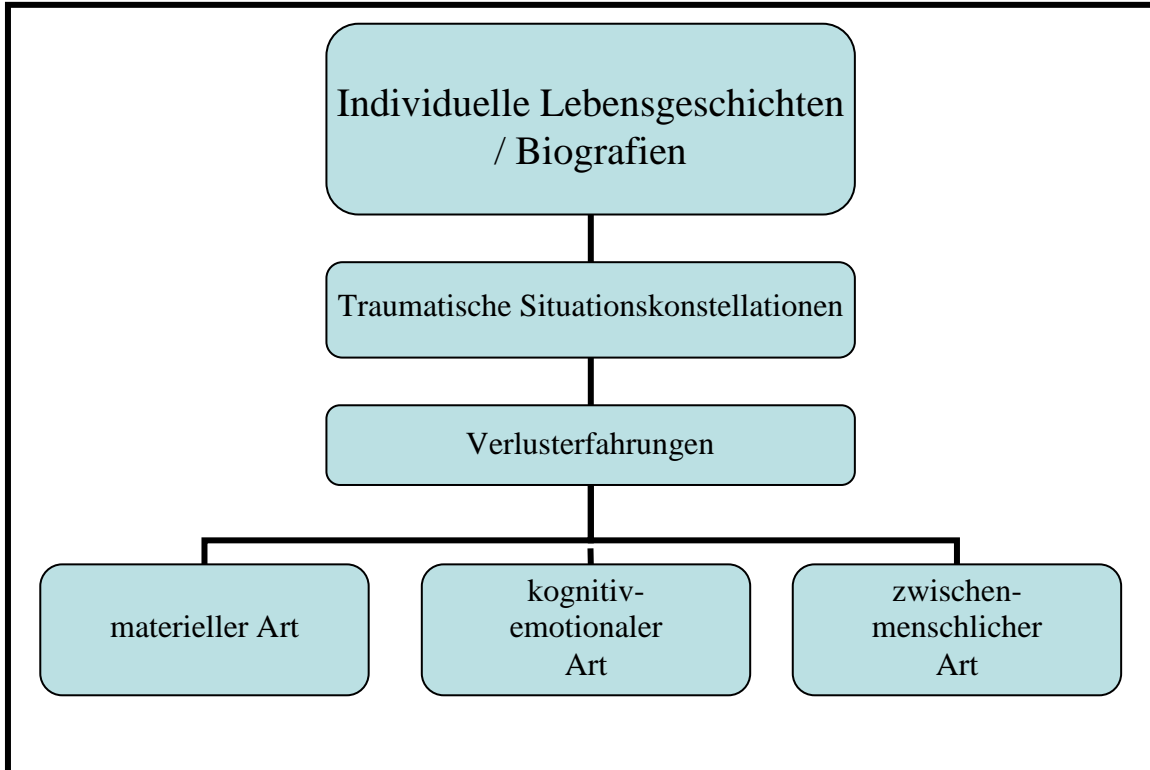 Individuelle Lebensgeschichten
/ Biografien
Traumatische Situationskonstellationen
Verlusterfahrungen
materieller Art
kognitiv-
emotionaler
Art
zwischen-
menschlicher
Art